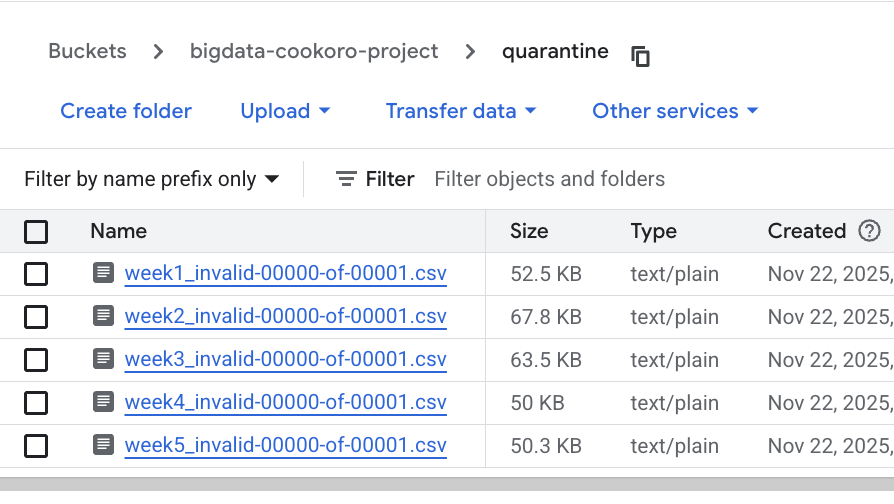 Buckets > bigdata-cookoro-project > quarantine
Create folder Upload Transfer data Other services
Filter by name prefix only Filter Filter objects and folders
Name Size Type Created ?
week1_invalid-00000-of-00001.csv 52.5 KB text/plain Nov 22, 2025,
week2_invalid-00000-of-00001.csv 67.8 KB text/plain Nov 22, 2025,
week3_invalid-00000-of-00001.csv 63.5 KB text/plain Nov 22, 2025,
week4_invalid-00000-of-00001.csv 50 KB text/plain Nov 22, 2025,
week5_invalid-00000-of-00001.csv 50.3 KB text/plain Nov 22, 2025,